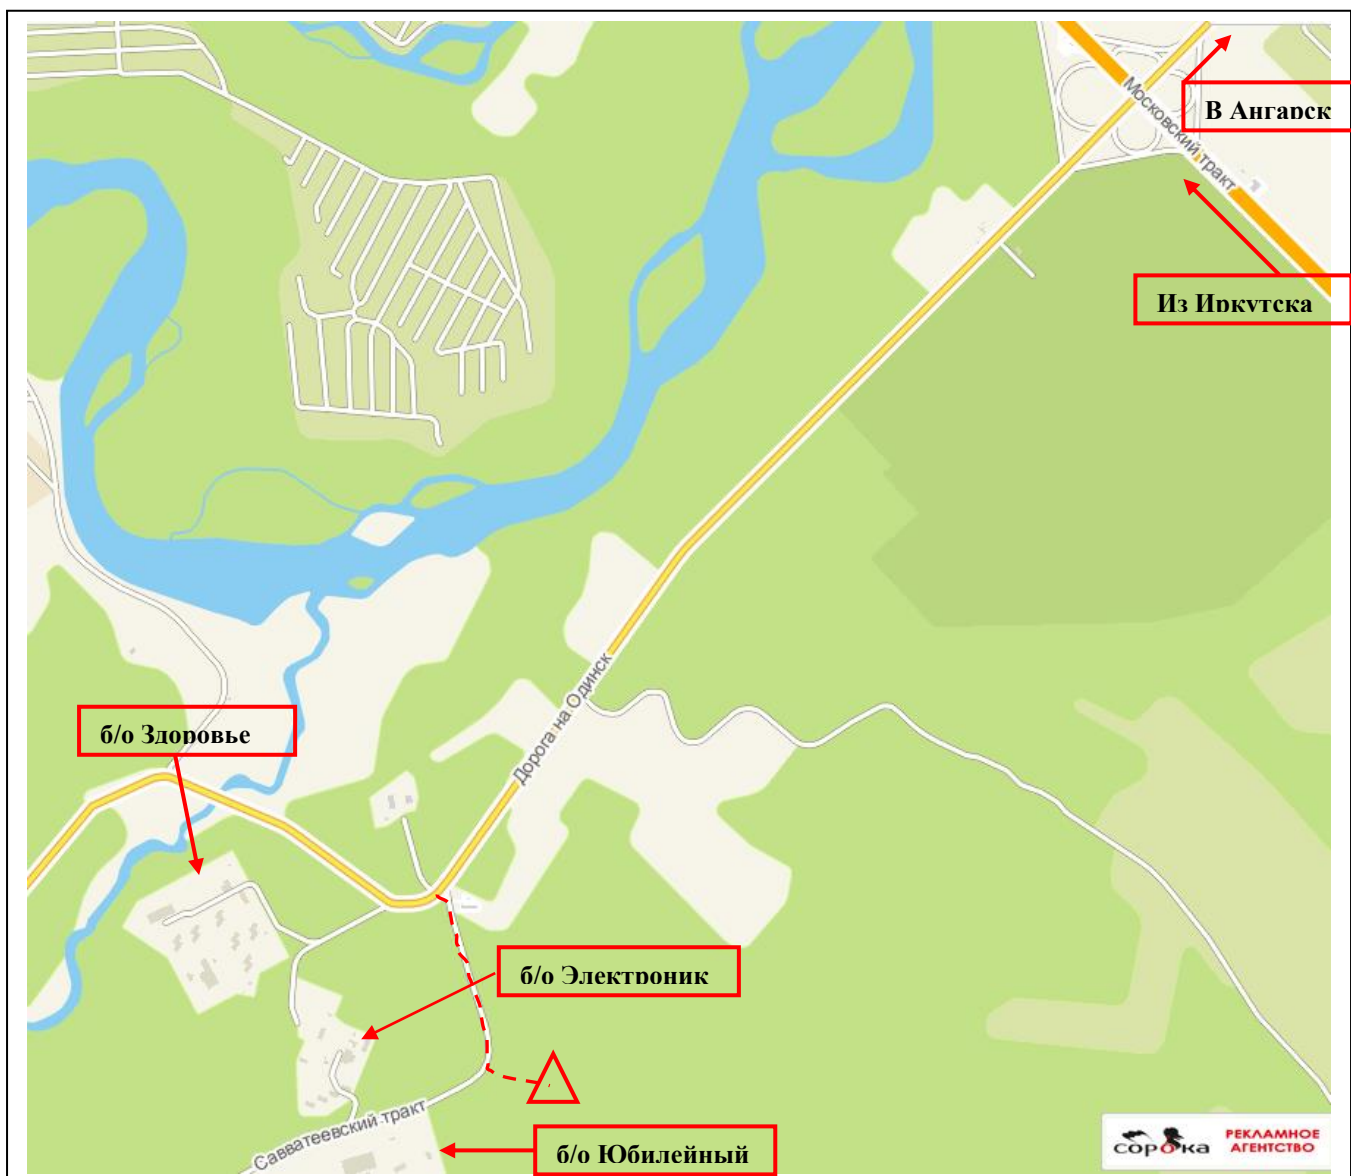 В Ангарск
Московский тракт
Из Иркутска
Дорога на Одинск
б/о Здоровье
б/о Электроник
Савватеевский тракт
б/о Юбилейный
сорока
РЕКЛАМНОЕ
АГЕНТСТВО